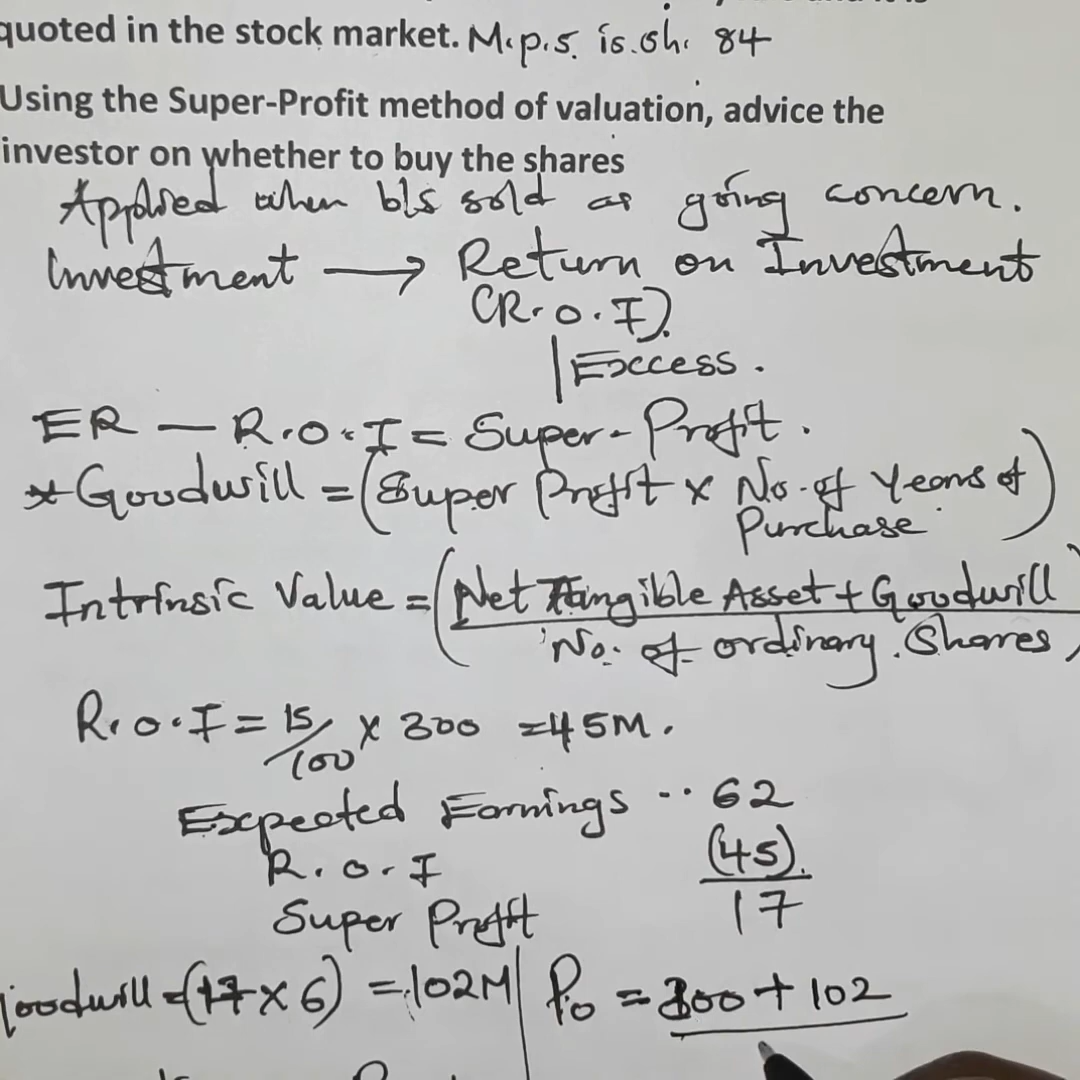 quoted in the stock market. M.p.s. is.sh. 84
Using the Super-Profit method of valuation, advice the
investor on whether to buy the shares
Applied when b/s sold as going concern.
Investment → Return on Investment
(R.O.I).
Excess.
ER — R.O.I = Super-Profit.
* Goodwill = (Super Profit x No. of Years of
Purchase)
Intrinsic Value = (Net Tangible Asset + Goodwill
No. of ordinary Shares)
R.O.I = 15/100 x 300 = 45M.
Expected Earnings .. 62
R.O.I (45).
Super Profit 17
Goodwill = (17 x 6) = 102M | Po = 300 + 102